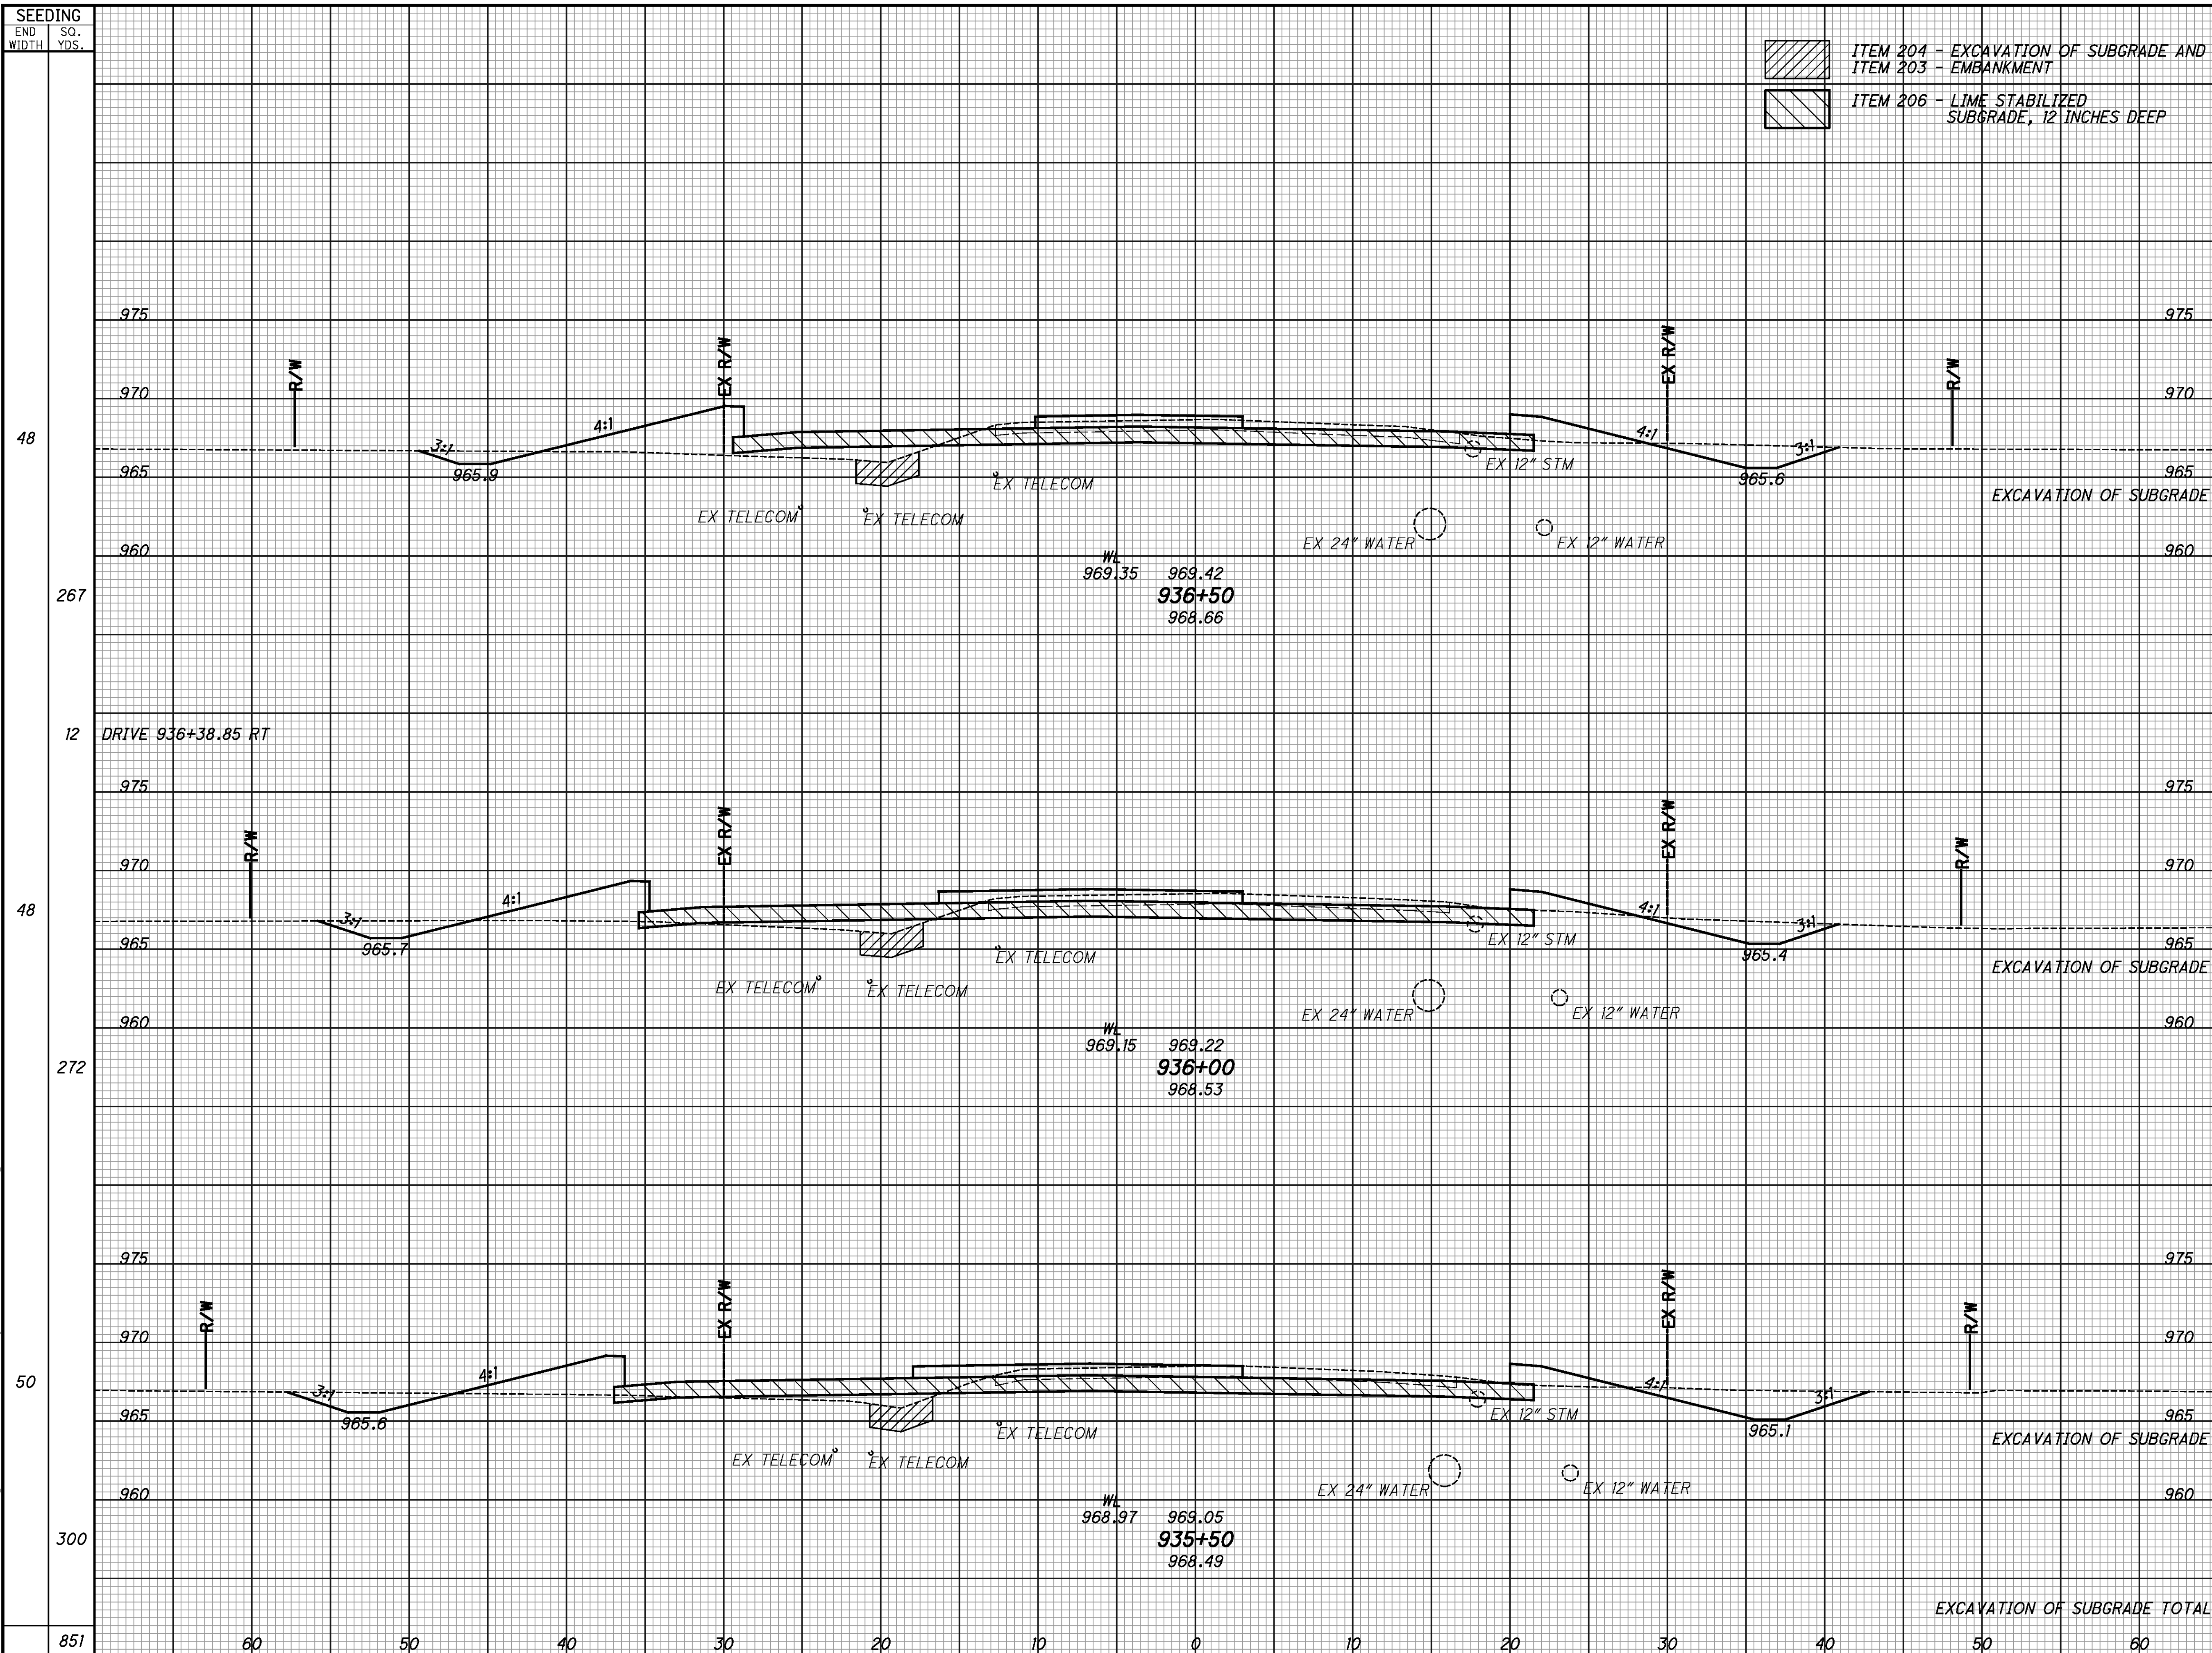 SEEDING
END WIDTH
SQ. YDS.
ITEM 204 - EXCAVATION OF SUBGRADE AND
ITEM 203 - EMBANKMENT
ITEM 206 - LIME STABILIZED
SUBGRADE, 12 INCHES DEEP
975 975
R/W EX R/W EX R/W R/W
970 970
48
3:1 4:1 4:1 3:1
965 965.9 965.6 965
EX 12" STM
EX TELECOM
EXCAVATION OF SUBGRADE
EX TELECOM EX TELECOM
EX 24" WATER EX 12" WATER
960 960
WL
969.35 969.42
267 936+50
968.66
12 DRIVE 936+38.85 RT
975 975
R/W EX R/W EX R/W R/W
970 970
48
3:1 4:1 4:1 3:1
965 965.7 965.4 965
EX 12" STM
EX TELECOM
EXCAVATION OF SUBGRADE
EX TELECOM EX TELECOM
EX 24" WATER EX 12" WATER
960 960
WL
969.15 969.22
272 936+00
968.53
975 975
R/W EX R/W EX R/W R/W
970 970
50
3:1 4:1 4:1 3:1
965 965.6 965.1 965
EX 12" STM
EX TELECOM
EXCAVATION OF SUBGRADE
EX TELECOM EX TELECOM
EX 24" WATER EX 12" WATER
960 960
WL
968.97 969.05
300 935+50
968.49
EXCAVATION OF SUBGRADE TOTAL
851 60 50 40 30 20 10 0 10 20 30 40 50 60